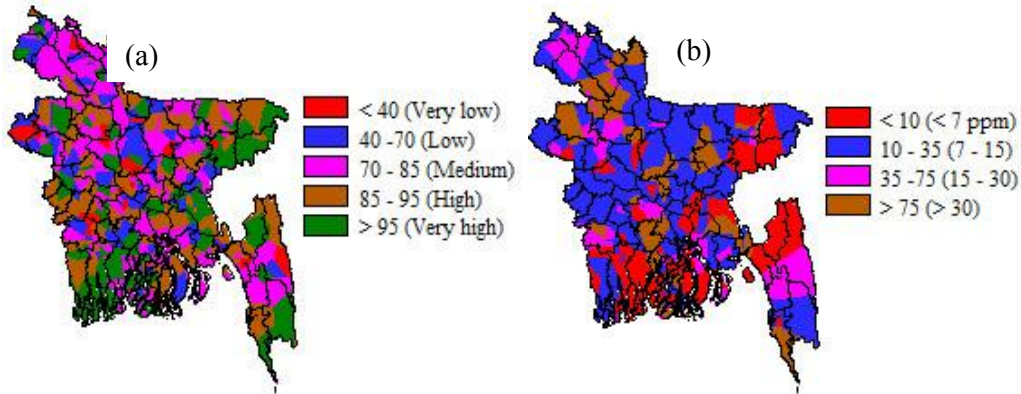 (a)
< 40 (Very low)
40 -70 (Low)
70 - 85 (Medium)
85 - 95 (High)
> 95 (Very high)
(b)
< 10 (< 7 ppm)
10 - 35 (7 - 15)
35 -75 (15 - 30)
> 75 (> 30)